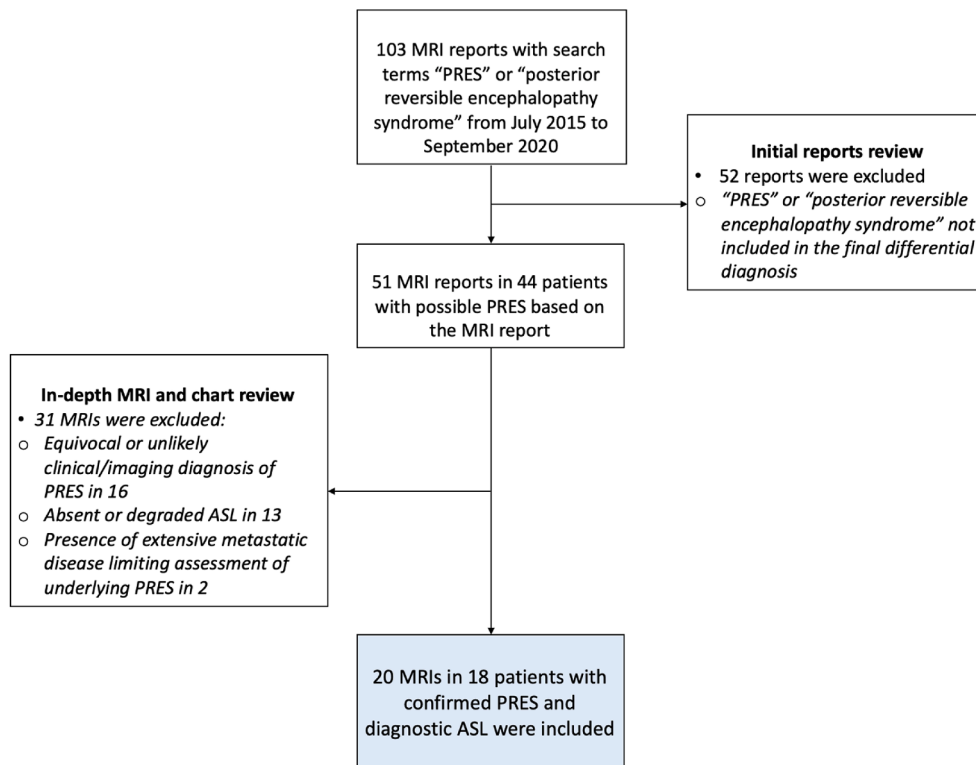 103 MRI reports with search
terms “PRES” or “posterior
reversible encephalopathy
syndrome” from July 2015 to
September 2020
Initial reports review
• 52 reports were excluded
o “PRES” or “posterior reversible
encephalopathy syndrome” not
included in the final differential
diagnosis
51 MRI reports in 44 patients
with possible PRES based on
the MRI report
In-depth MRI and chart review
• 31 MRIs were excluded:
o Equivocal or unlikely
clinical/imaging diagnosis of
PRES in 16
o Absent or degraded ASL in 13
o Presence of extensive metastatic
disease limiting assessment of
underlying PRES in 2
20 MRIs in 18 patients with
confirmed PRES and
diagnostic ASL were included